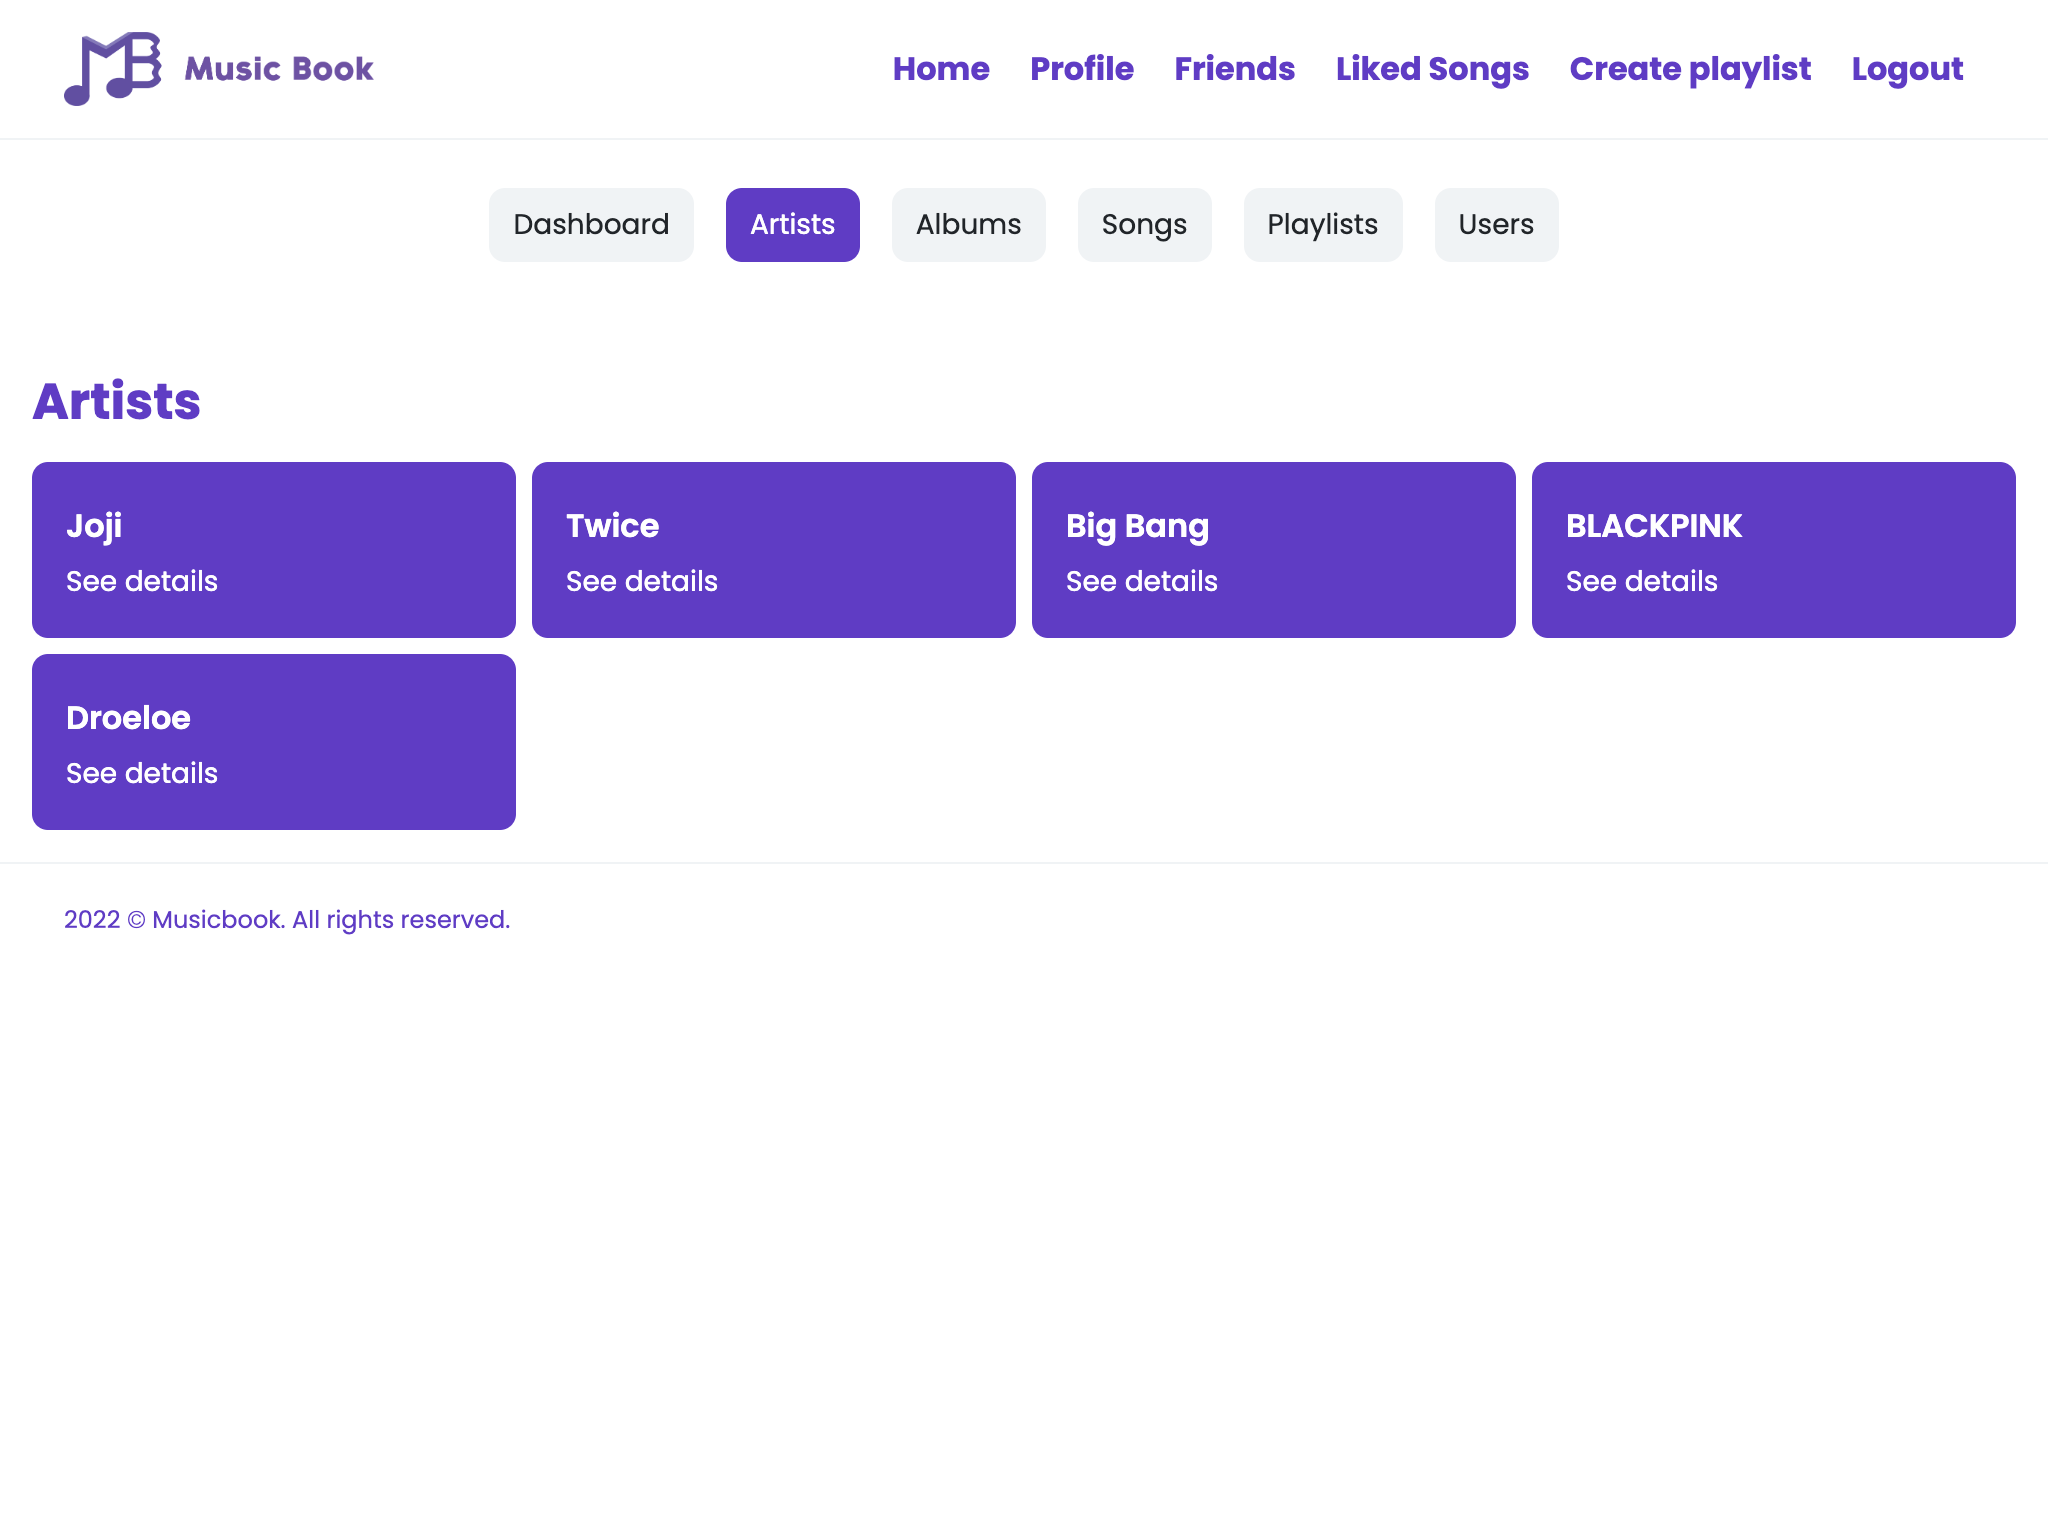 MB Music Book
Home Profile Friends Liked Songs Create playlist Logout
Dashboard Artists Albums Songs Playlists Users
Artists
Joji
See details
Twice
See details
Big Bang
See details
BLACKPINK
See details
Droeloe
See details
2022 © Musicbook. All rights reserved.